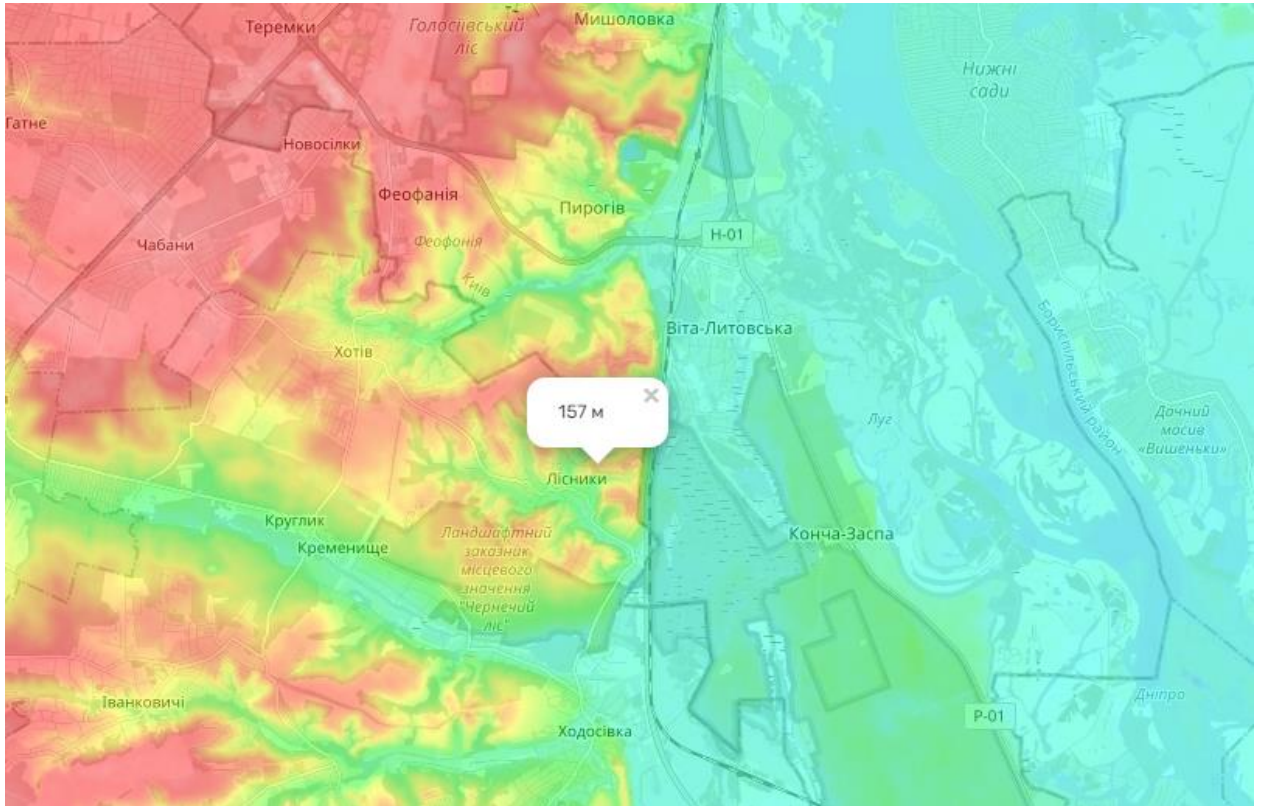 Теремки
Голосіївський
ліс
Мишоловка
Нижні
сади
Гатне
Новосілки
Феофанія
Пирогів
Н-01
Чабани
Феофонія
Київ
Бориспільський район
Віта-Литовська
Хотів
157 м
Луг
Дачний
масив
«Вишеньки»
Лісники
Круглик
Кременище
Ландшафтний
заказник
місцевого
значення
"Чернечий
ліс"
Конча-Заспа
Іванковичі
Дніпро
Р-01
Ходосівка